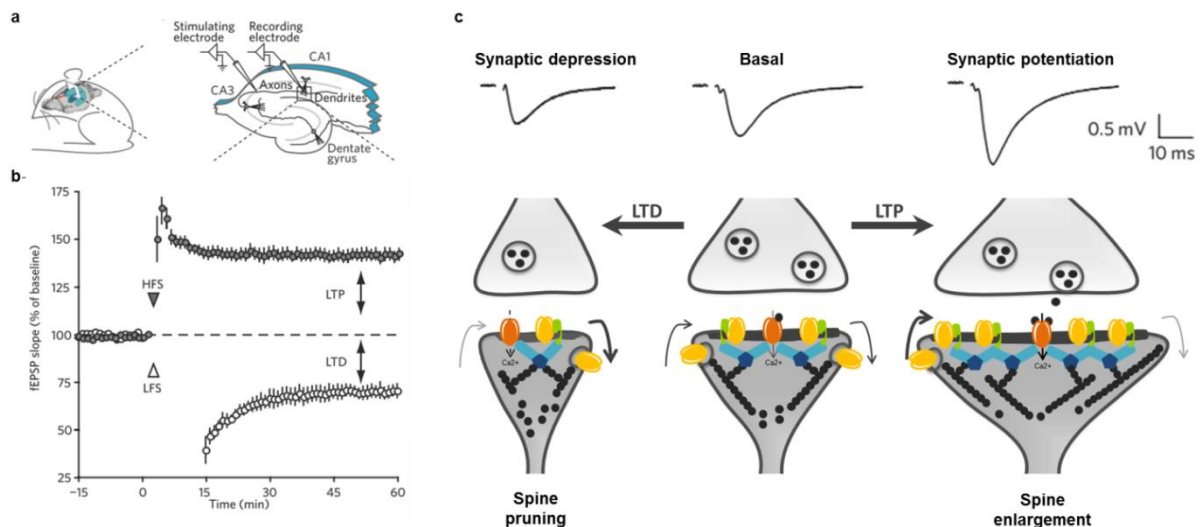 a
Stimulating
electrode
Recording
electrode
CA1
CA3
Axons
Dendrites
Dentate
gyrus
b-
175
150
125
100
75
50
25
fEPSP slope (% of baseline)
HFS
LFS
LTP
LTD
−15
0
15
30
45
60
Time (min)
c
Synaptic depression
Basal
Synaptic potentiation
0.5 mV
10 ms
LTD
LTP
Ca2+
Ca2+
Ca2+
Spine
pruning
Spine
enlargement